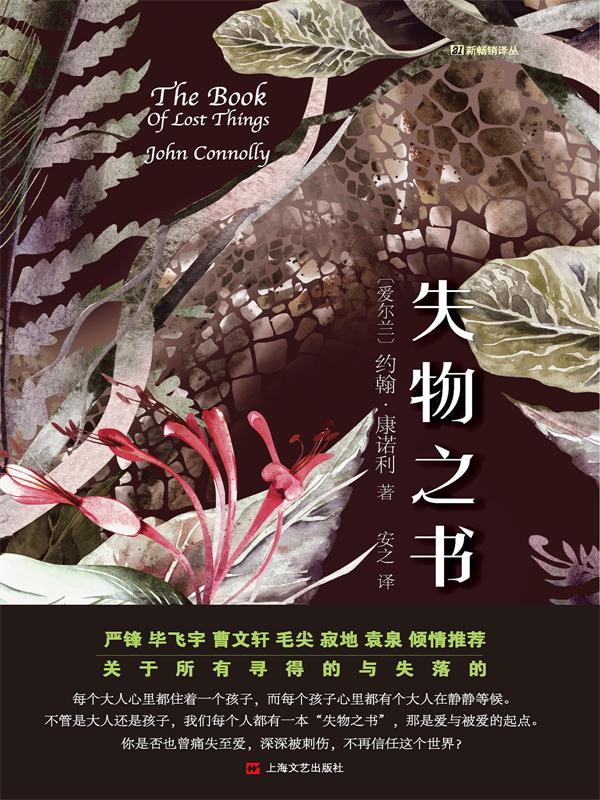 21新畅销译丛
The Book
Of Lost Things
John Connolly
失物之书
〔爱尔兰〕约翰·康诺利 著
安之 译
严锋 毕飞宇 曹文轩 毛尖 寂地 袁泉 倾情推荐
关于所有寻得的与失落的
每个大人心里都住着一个孩子，而每个孩子心里都有个大人在静静等候。
不管是大人还是孩子，我们每个人都有一本“失物之书”，那是爱与被爱的起点。
你是否也曾痛失至爱，深深被刺伤，不再信任这个世界？
上海文艺出版社